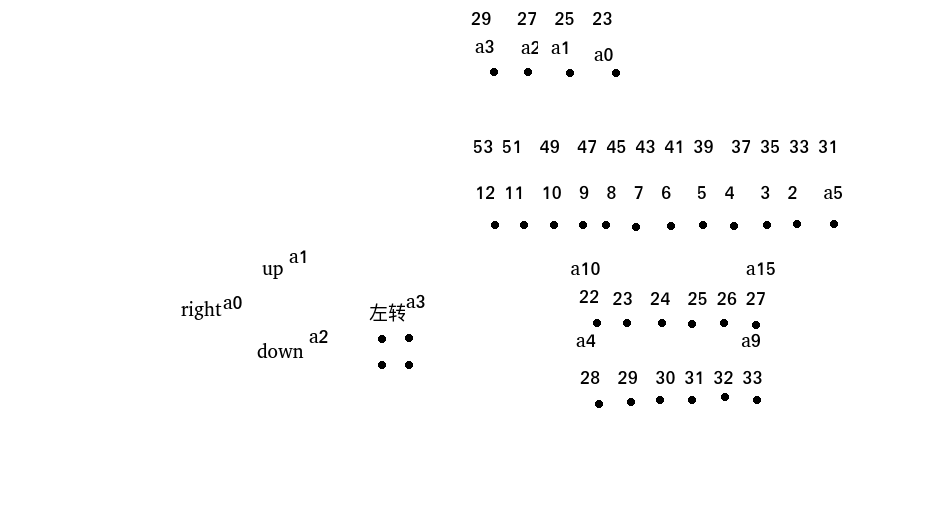 29 27 25 23
a3 a2 a1 a0
53 51 49 47 45 43 41 39 37 35 33 31
12 11 10 9 8 7 6 5 4 3 2 a5
up a1
a10 a15
right a0
左转 a3
22 23 24 25 26 27
down a2
a4 a9
28 29 30 31 32 33